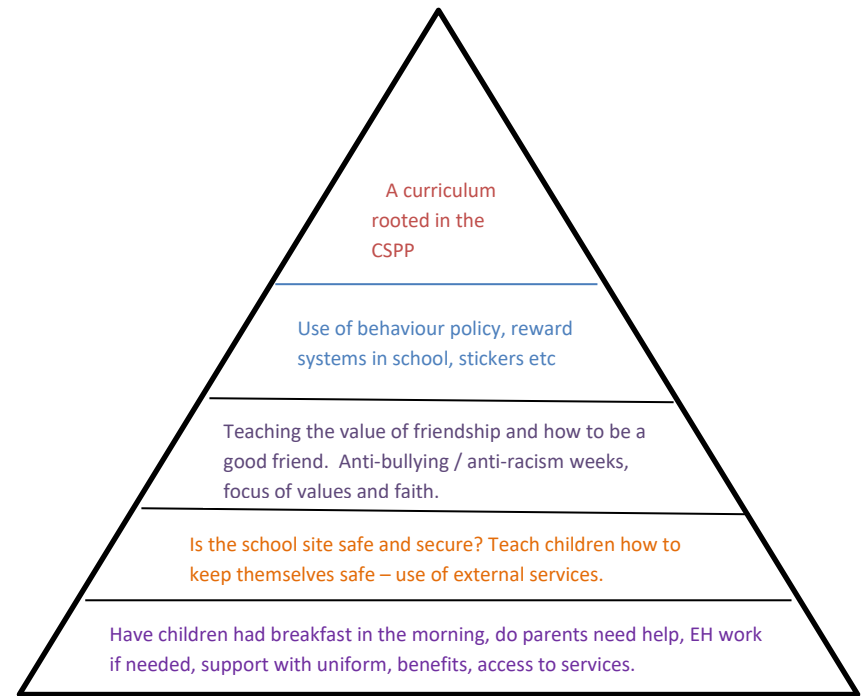 A curriculum
rooted in the
CSPP
Use of behaviour policy, reward
systems in school, stickers etc
Teaching the value of friendship and how to be a
good friend.  Anti-bullying / anti-racism weeks,
focus of values and faith.
Is the school site safe and secure? Teach children how to
keep themselves safe – use of external services.
Have children had breakfast in the morning, do parents need help, EH work
if needed, support with uniform, benefits, access to services.